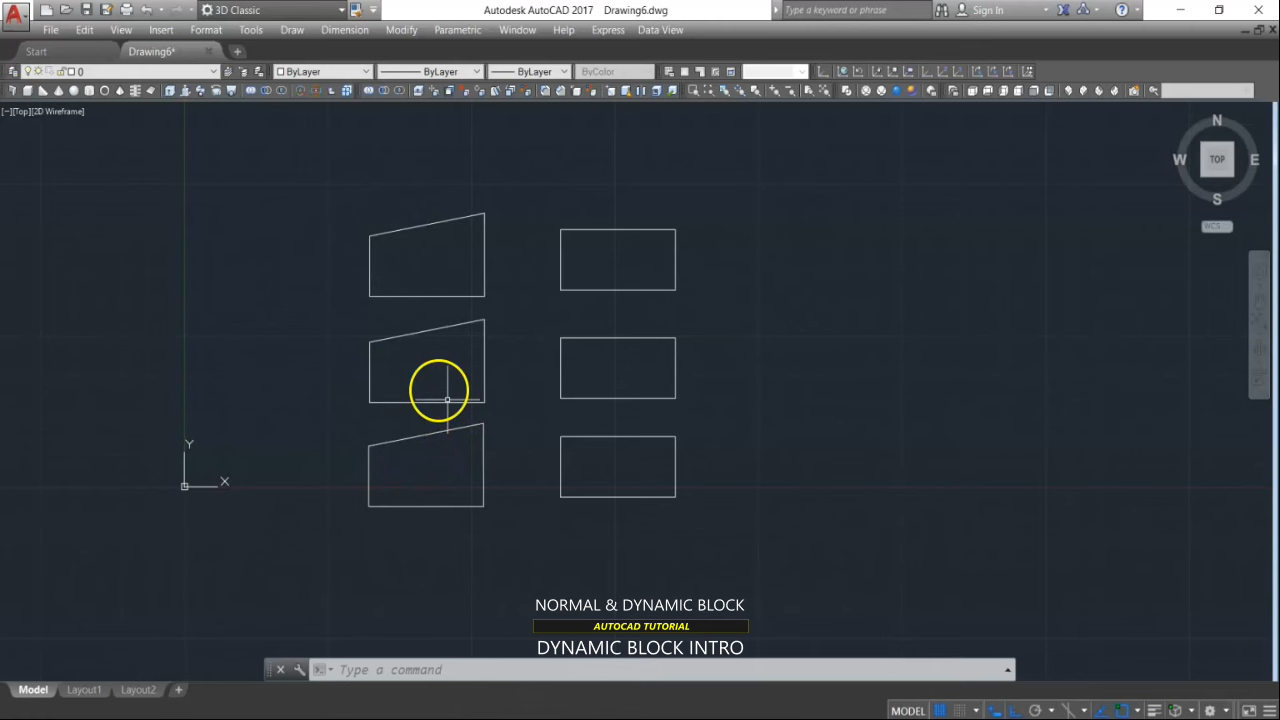 3D Classic
Autodesk AutoCAD 2017 Drawing6.dwg
Type a keyword or phrase
Sign In
File Edit View Insert Format Tools Draw Dimension Modify Parametric Window Help Express Data View
Start Drawing6*
0 ByLayer ByLayer ByLayer ByColor
[−][Top][2D Wireframe]
N
W TOP E
S
WCS
Y
X
NORMAL & DYNAMIC BLOCK
AUTOCAD TUTORIAL
DYNAMIC BLOCK INTRO
Type a command
Model Layout1 Layout2
MODEL